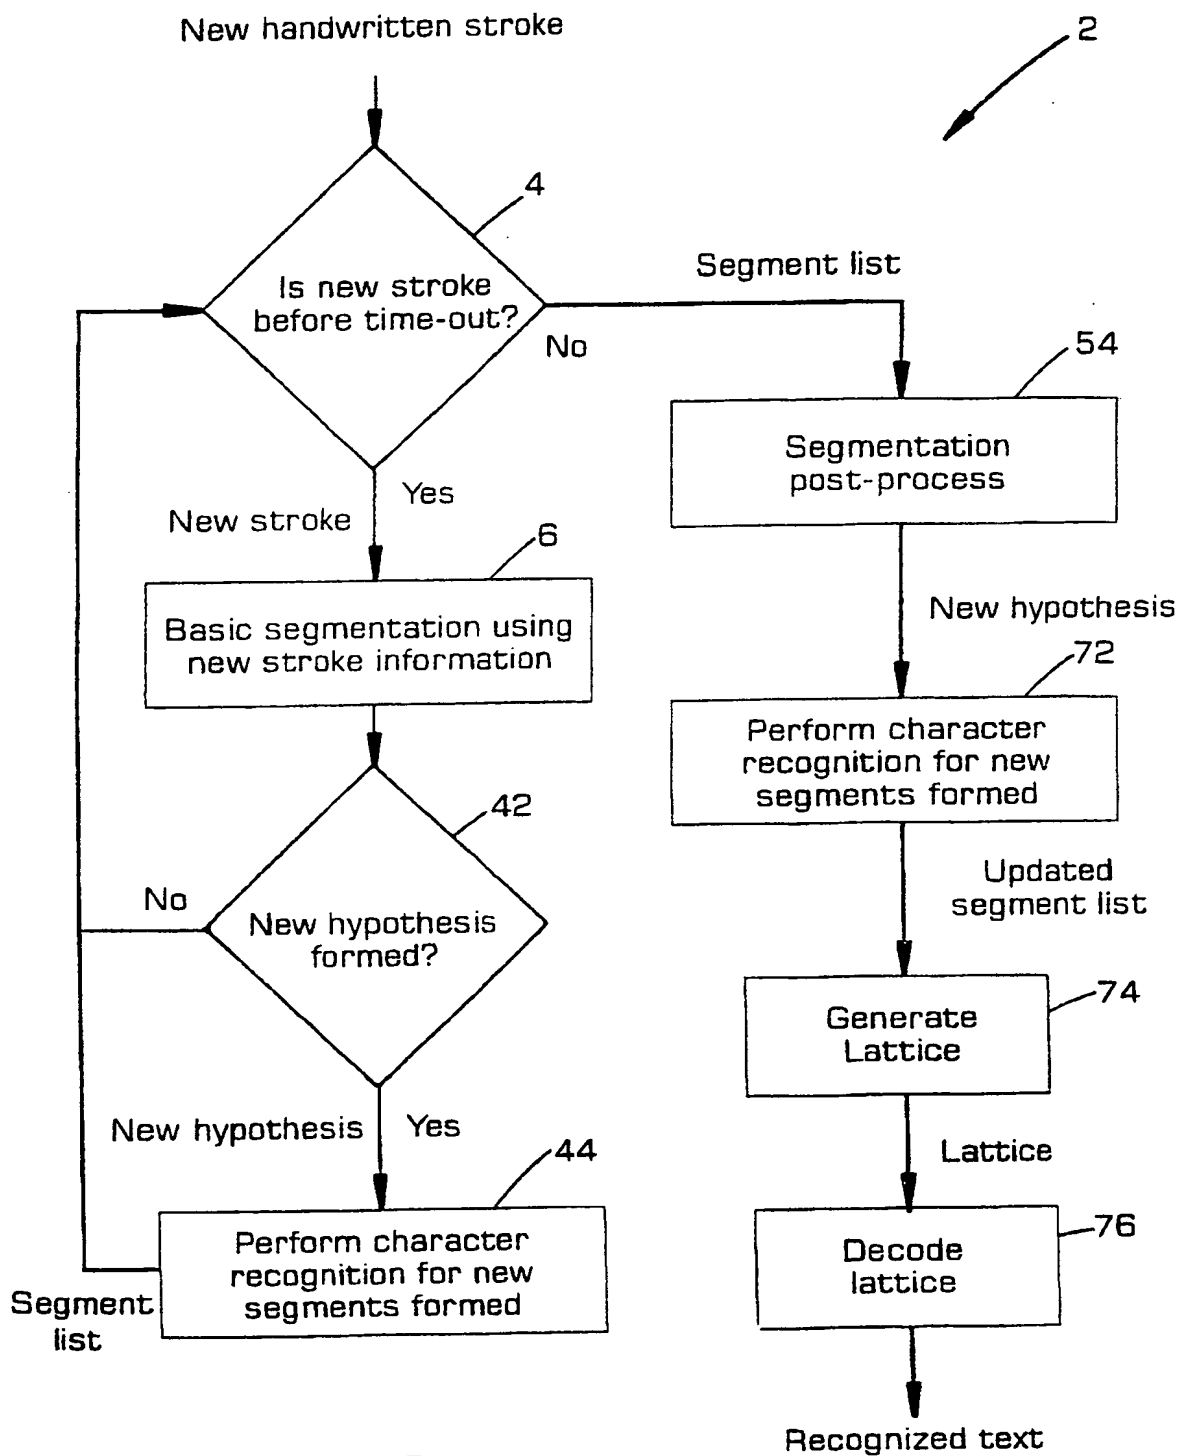 New handwritten stroke
2
4
Is new stroke
before time-out?
Segment list
No
54
Segmentation
post-process
Yes
New stroke
6
Basic segmentation using
new stroke information
New hypothesis
72
Perform character
recognition for new
segments formed
42
No
New hypothesis
formed?
Updated
segment list
74
Generate
Lattice
New hypothesis
Yes
Lattice
44
Perform character
recognition for new
segments formed
Segment
list
76
Decode
lattice
Recognized text